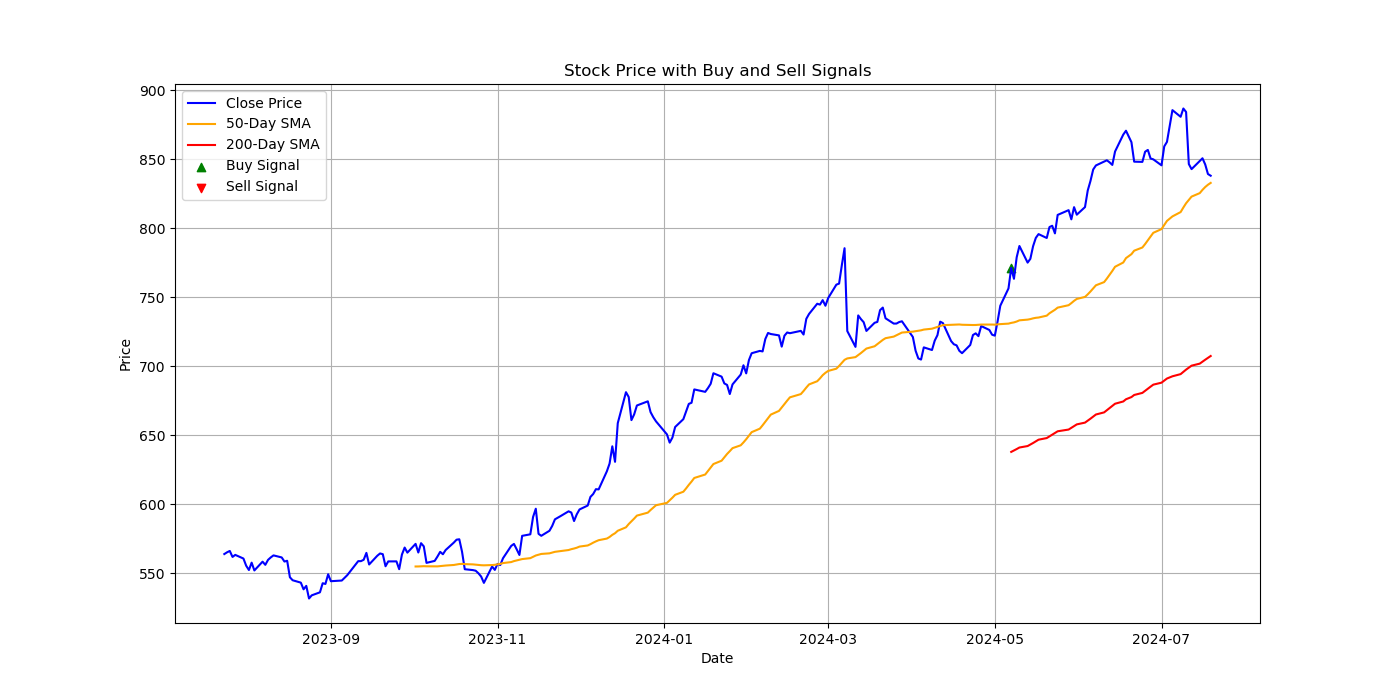 Stock Price with Buy and Sell Signals
900
850
800
750
700
650
600
550
Price
Close Price
50-Day SMA
200-Day SMA
Buy Signal
Sell Signal
2023-09
2023-11
2024-01
2024-03
2024-05
2024-07
Date